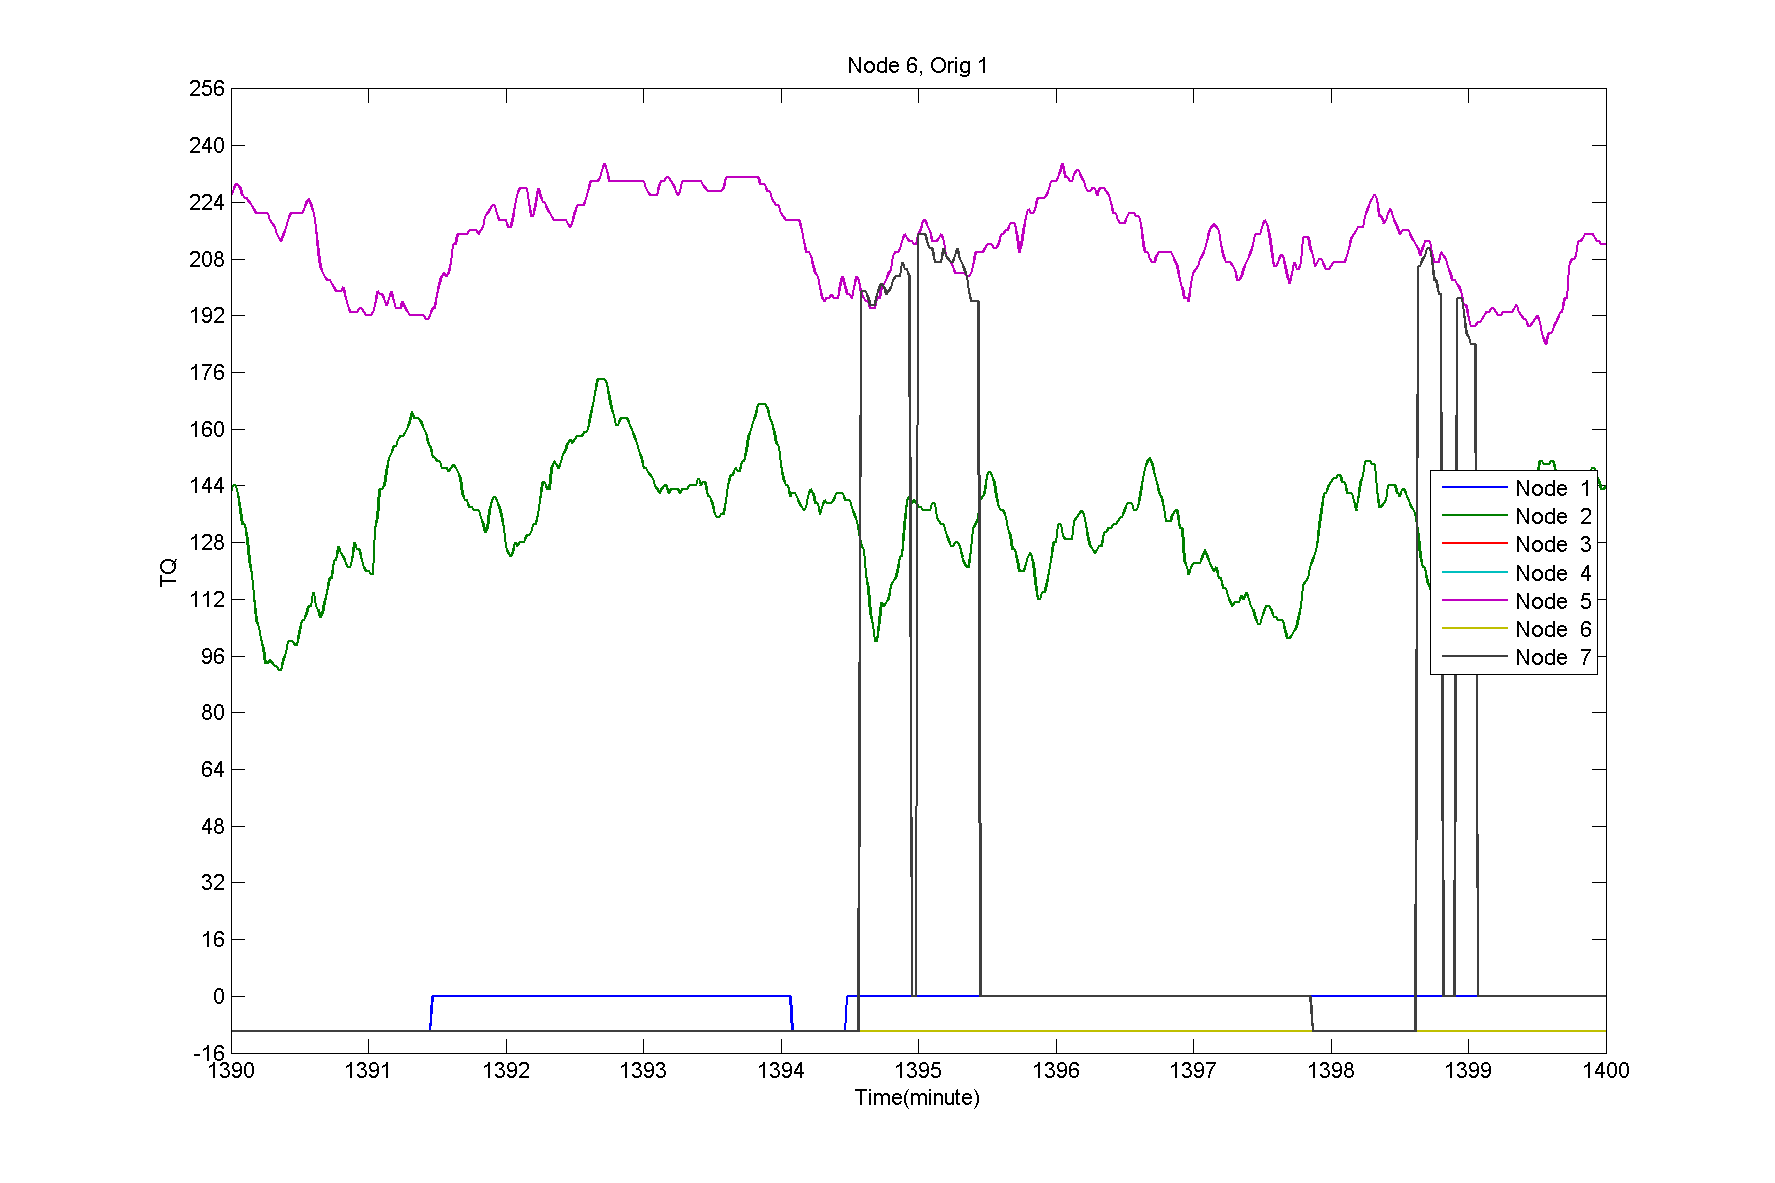 Node 6, Orig 1
256
240
224
208
192
176
160
144
128
112
96
80
64
48
32
16
0
-16
TQ
1390 1391 1392 1393 1394 1395 1396 1397 1398 1399 1400
Time(minute)
Node 1
Node 2
Node 3
Node 4
Node 5
Node 6
Node 7